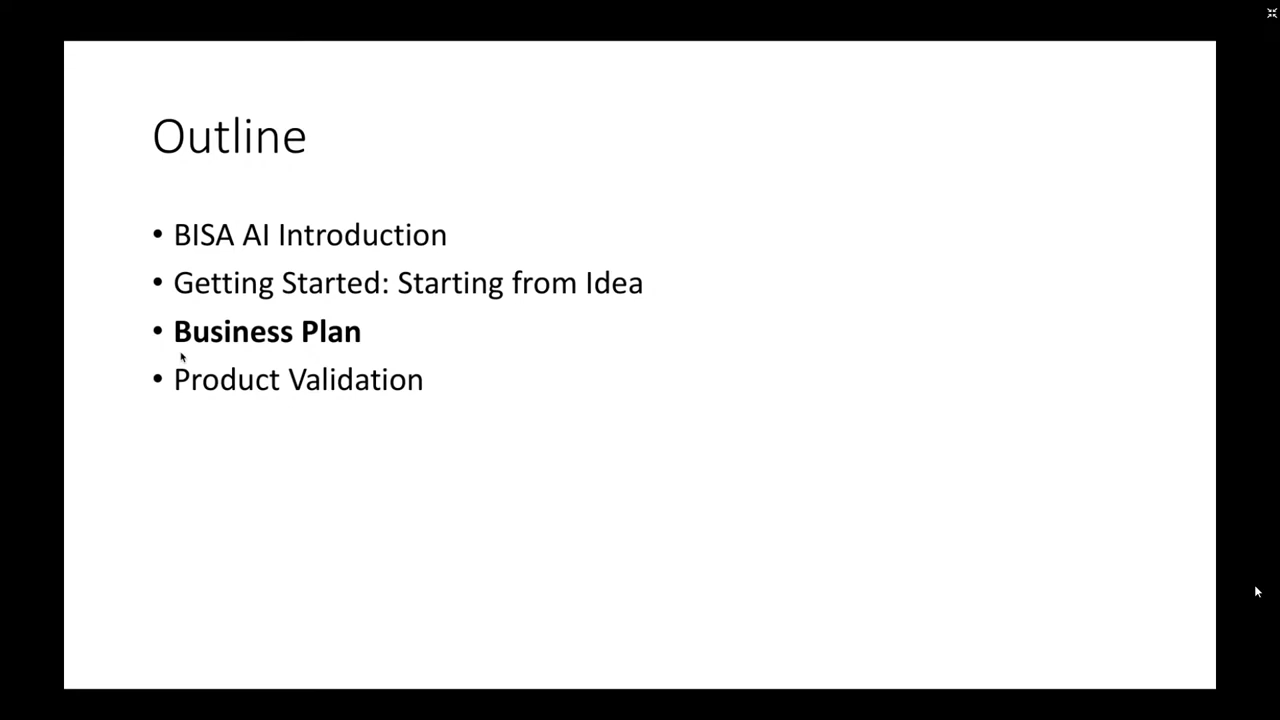 Outline
• BISA AI Introduction
• Getting Started: Starting from Idea
• Business Plan
• Product Validation